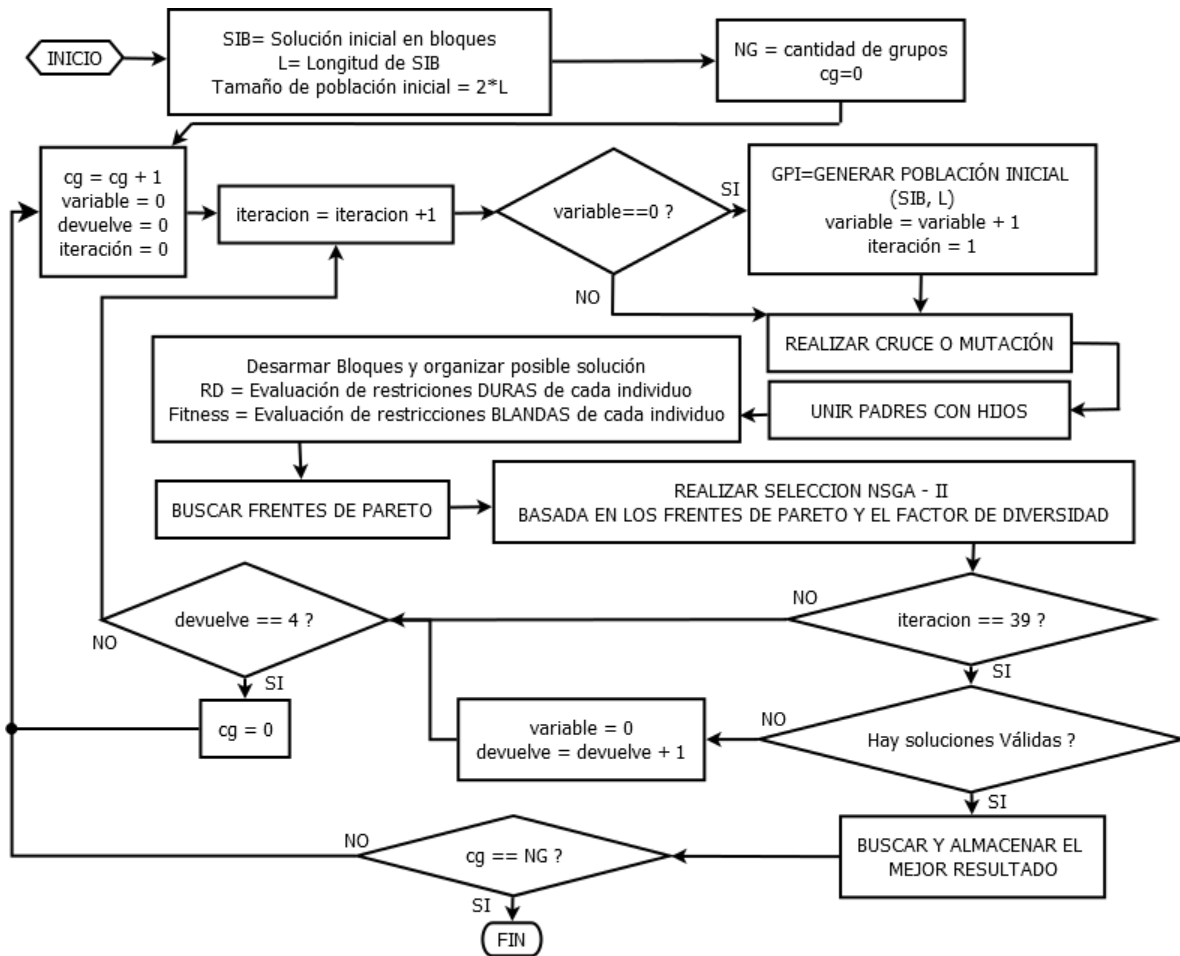 INICIO
SIB= Solución inicial en bloques
L= Longitud de SIB
Tamaño de población inicial = 2*L
NG = cantidad de grupos
cg=0
cg = cg + 1
variable = 0
devuelve = 0
iteración = 0
iteracion = iteracion +1
variable==0 ?
SI
NO
GPI=GENERAR POBLACIÓN INICIAL
(SIB, L)
variable = variable + 1
iteración = 1
REALIZAR CRUCE O MUTACIÓN
UNIR PADRES CON HIJOS
Desarmar Bloques y organizar posible solución
RD = Evaluación de restriciones DURAS de cada individuo
Fitness = Evaluación de restricciones BLANDAS de cada individuo
BUSCAR FRENTES DE PARETO
REALIZAR SELECCION NSGA - II
BASADA EN LOS FRENTES DE PARETO Y EL FACTOR DE DIVERSIDAD
iteracion == 39 ?
NO
SI
devuelve == 4 ?
NO
SI
cg = 0
Hay soluciones Válidas ?
NO
SI
variable = 0
devuelve = devuelve + 1
BUSCAR Y ALMACENAR EL
MEJOR RESULTADO
cg == NG ?
NO
SI
FIN